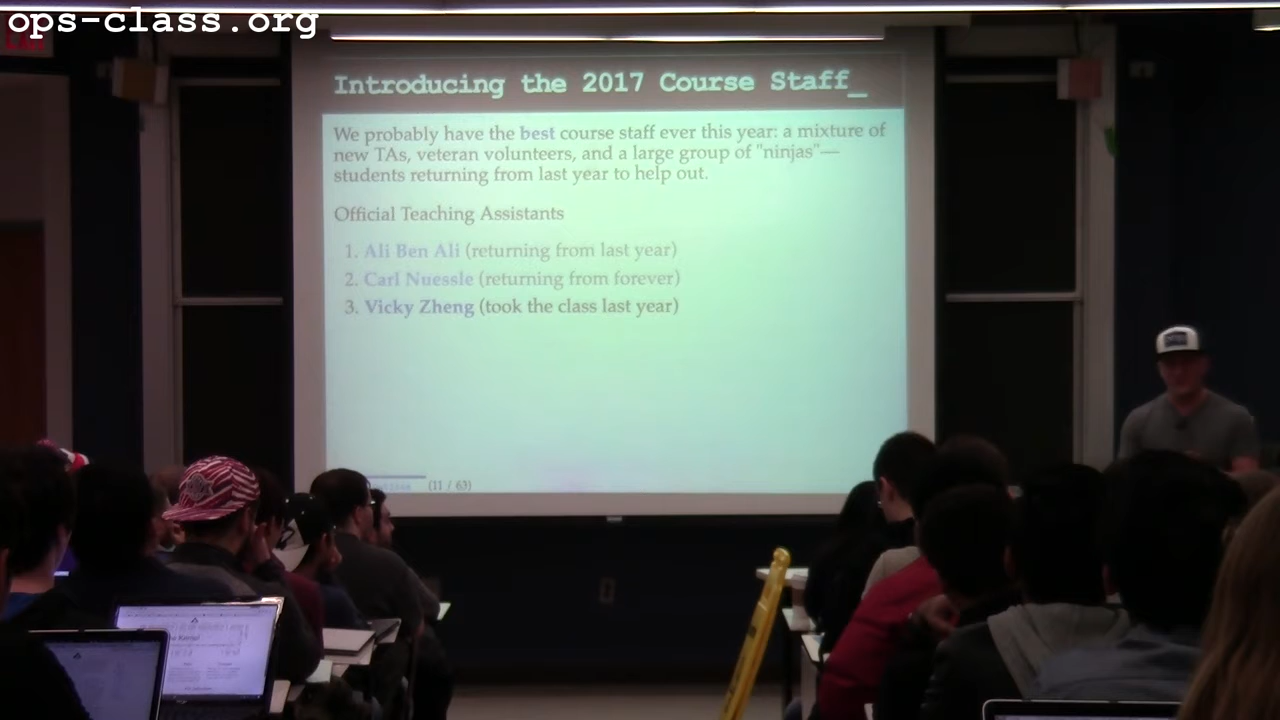 ops-class.org
Introducing the 2017 Course Staff_
We probably have the best course staff ever this year: a mixture of
new TAs, veteran volunteers, and a large group of "ninjas"—
students returning from last year to help out.
Official Teaching Assistants
1. Ali Ben Ali (returning from last year)
2. Carl Nuessle (returning from forever)
3. Vicky Zheng (took the class last year)
(11 / 63)